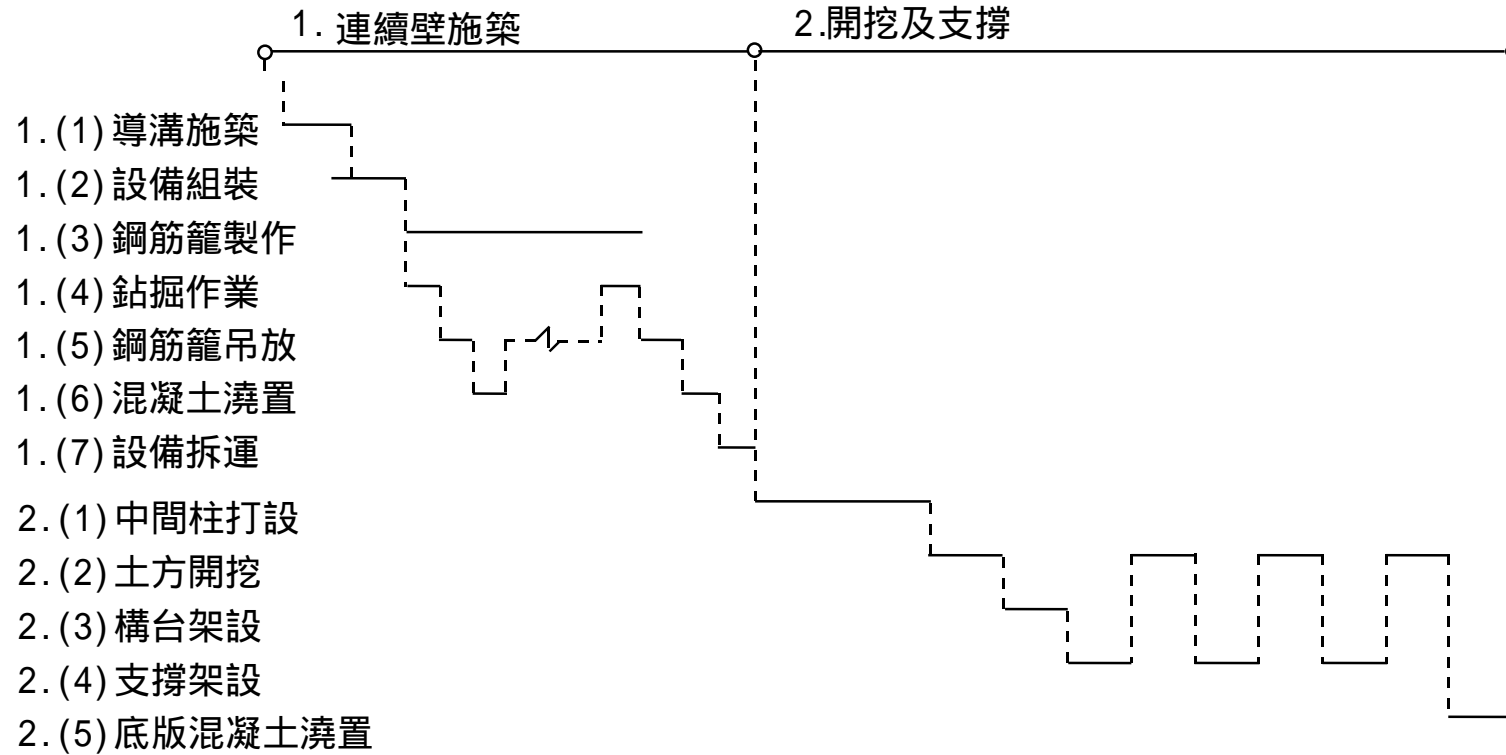 1. 連續壁施築
2.開挖及支撐
1.(1)導溝施築
1.(2)設備組裝
1.(3)鋼筋籠製作
1.(4)鉆掘作業
1.(5)鋼筋籠吊放
1.(6)混凝土澆置
1.(7)設備拆運
2.(1)中間柱打設
2.(2)土方開挖
2.(3)構台架設
2.(4)支撐架設
2.(5)底版混凝土澆置